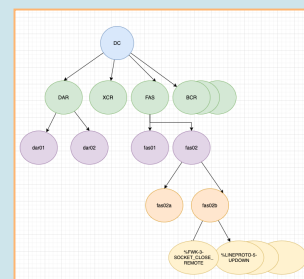 DC
DAR
XCR
FAS
BCR
dar01
dar02
fas01
fas02
fas02a
fas02b
%FWK-3-
SOCKET_CLOSE_
REMOTE
%LINEPROTO-5-
UPDOWN